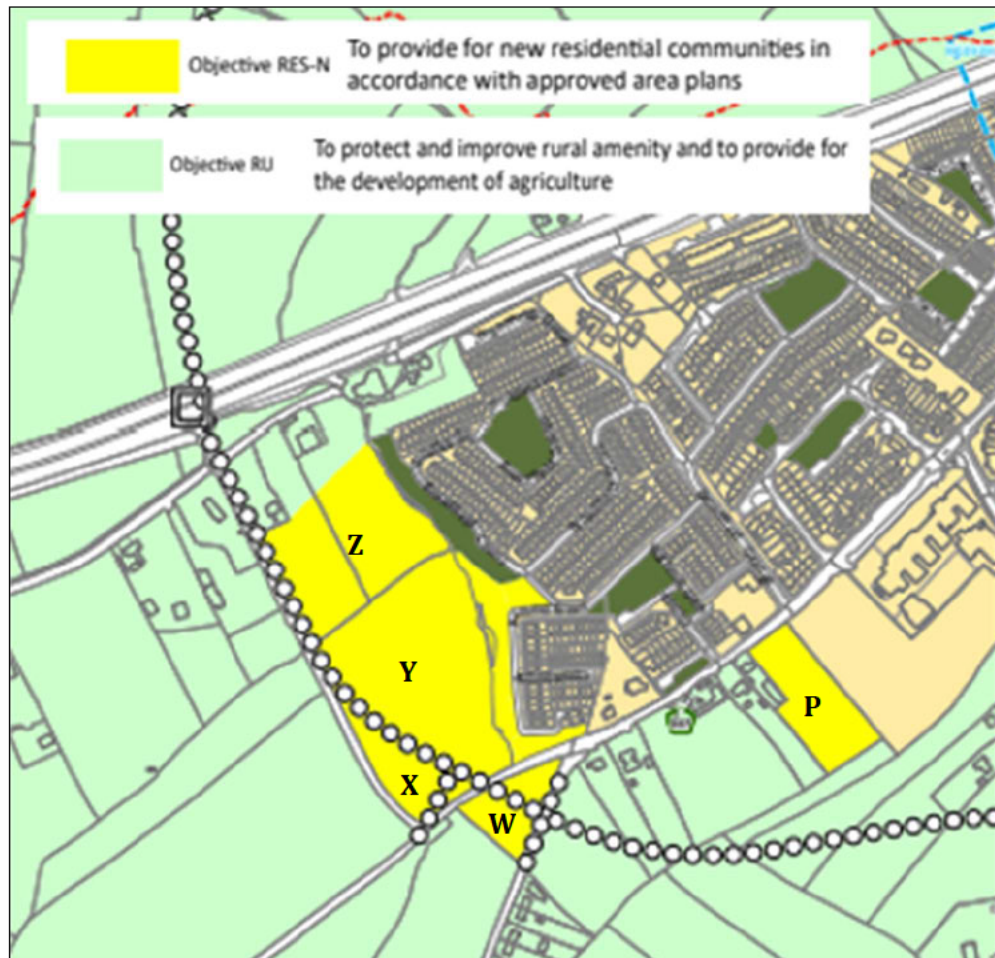 Objective RES-N
To provide for new residential communities in
accordance with approved area plans
Objective RU
To protect and improve rural amenity and to provide for
the development of agriculture
Z
Y
P
X
W